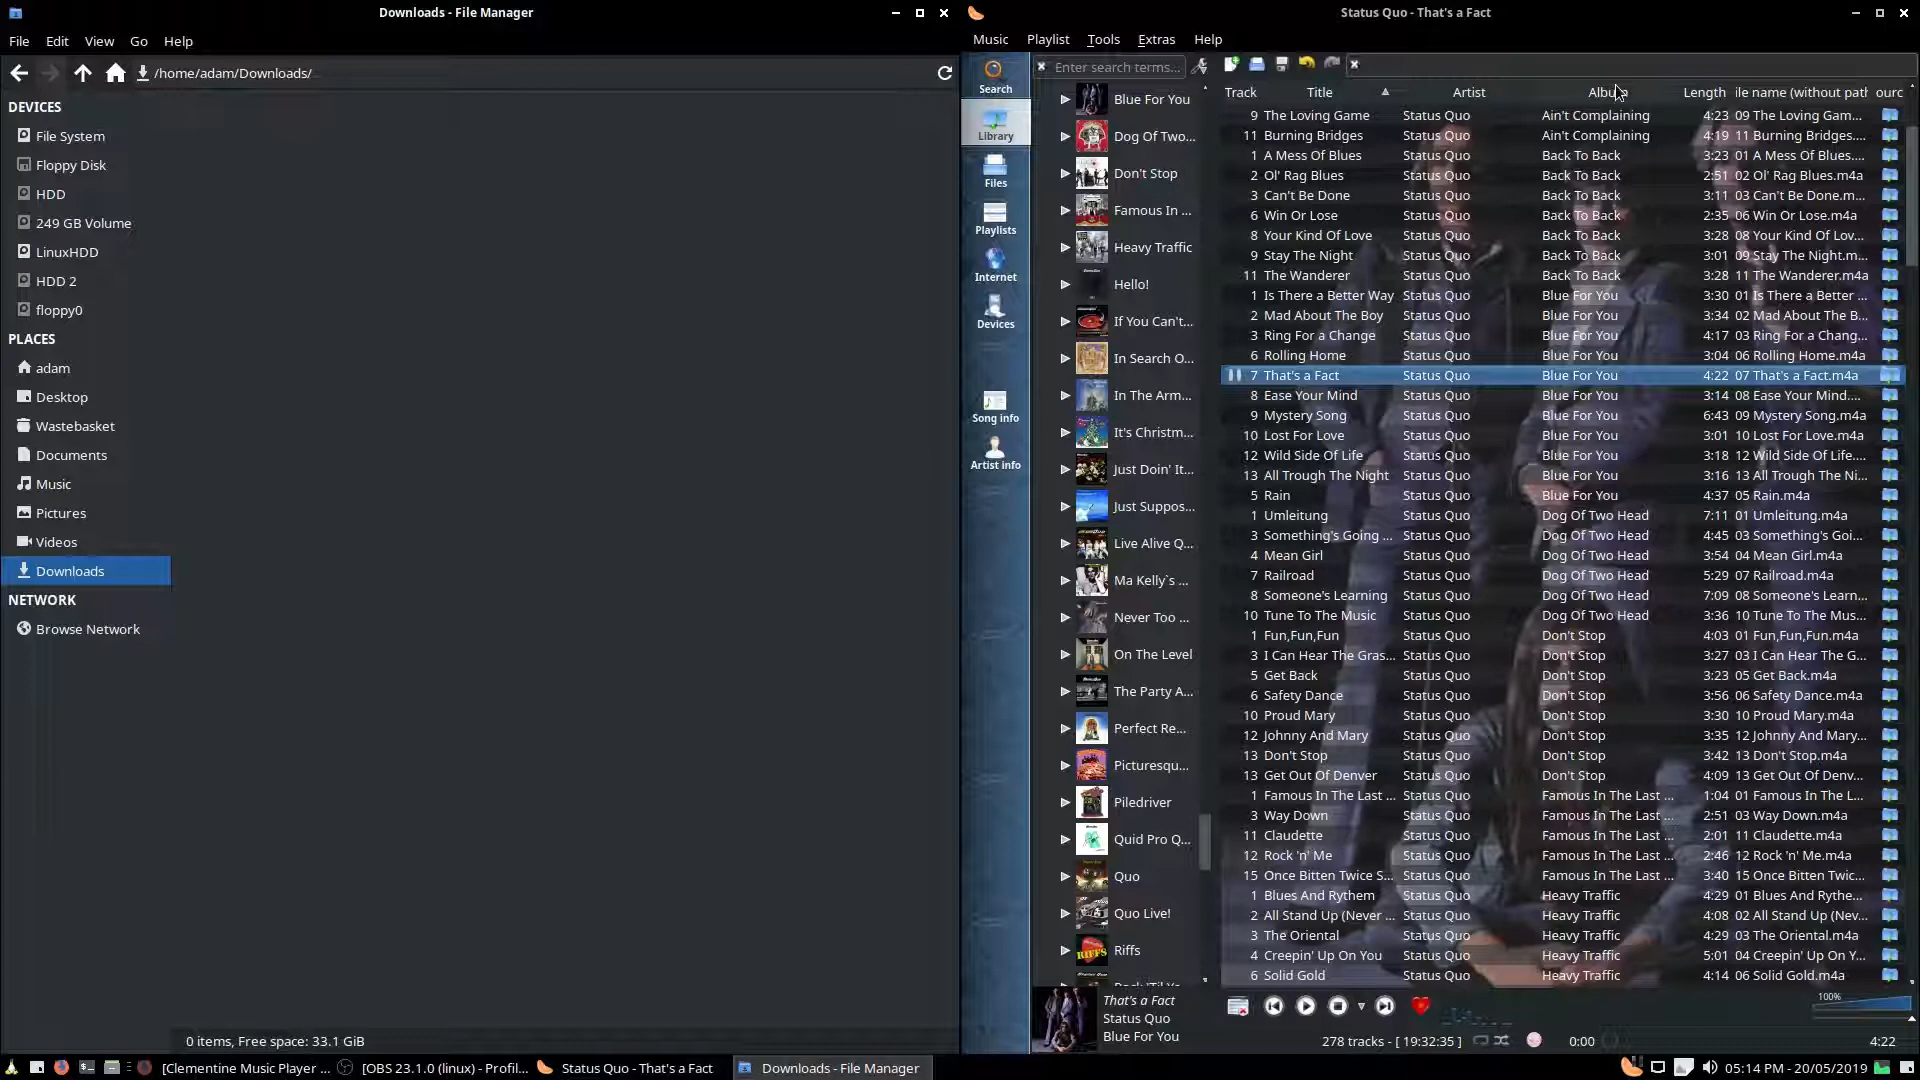 Downloads - File Manager
File Edit View Go Help
/home/adam/Downloads/
DEVICES
File System
Floppy Disk
HDD
249 GB Volume
LinuxHDD
HDD 2
floppy0
PLACES
adam
Desktop
Wastebasket
Documents
Music
Pictures
Videos
Downloads
NETWORK
Browse Network
0 items, Free space: 33.1 GiB
Status Quo - That's a Fact
Music Playlist Tools Extras Help
Search
Library
Files
Playlists
Internet
Devices
Song info
Artist info
Enter search terms...
Blue For You
Dog Of Two...
Don't Stop
Famous In ...
Heavy Traffic
Hello!
If You Can't...
In Search O...
In The Arm...
It's Christm...
Just Doin' It...
Just Suppos...
Live Alive Q...
Ma Kelly`s ...
Never Too ...
On The Level
The Party A...
Perfect Re...
Picturesqu...
Piledriver
Quid Pro Q...
Quo
Quo Live!
Riffs
Track Title Artist Album Length ile name (without path ourc
9 The Loving Game Status Quo Ain't Complaining 4:23 09 The Loving Gam...
11 Burning Bridges Status Quo Ain't Complaining 4:19 11 Burning Bridges....
1 A Mess Of Blues Status Quo Back To Back 3:23 01 A Mess Of Blues....
2 Ol' Rag Blues Status Quo Back To Back 2:51 02 Ol' Rag Blues.m4a
3 Can't Be Done Status Quo Back To Back 3:11 03 Can't Be Done.m...
6 Win Or Lose Status Quo Back To Back 2:35 06 Win Or Lose.m4a
8 Your Kind Of Love Status Quo Back To Back 3:28 08 Your Kind Of Lov...
9 Stay The Night Status Quo Back To Back 3:01 09 Stay The Night.m...
11 The Wanderer Status Quo Back To Back 3:28 11 The Wanderer.m4a
1 Is There a Better Way Status Quo Blue For You 3:30 01 Is There a Better ...
2 Mad About The Boy Status Quo Blue For You 3:34 02 Mad About The B...
3 Ring For a Change Status Quo Blue For You 4:17 03 Ring For a Chang...
6 Rolling Home Status Quo Blue For You 3:04 06 Rolling Home.m4a
7 That's a Fact Status Quo Blue For You 4:22 07 That's a Fact.m4a
8 Ease Your Mind Status Quo Blue For You 3:14 08 Ease Your Mind....
9 Mystery Song Status Quo Blue For You 6:43 09 Mystery Song.m4a
10 Lost For Love Status Quo Blue For You 3:01 10 Lost For Love.m4a
12 Wild Side Of Life Status Quo Blue For You 3:18 12 Wild Side Of Life....
13 All Trough The Night Status Quo Blue For You 3:16 13 All Trough The Ni...
5 Rain Status Quo Blue For You 4:37 05 Rain.m4a
1 Umleitung Status Quo Dog Of Two Head 7:11 01 Umleitung.m4a
3 Something's Going ... Status Quo Dog Of Two Head 4:45 03 Something's Goi...
4 Mean Girl Status Quo Dog Of Two Head 3:54 04 Mean Girl.m4a
7 Railroad Status Quo Dog Of Two Head 5:29 07 Railroad.m4a
8 Someone's Learning Status Quo Dog Of Two Head 7:09 08 Someone's Learn...
10 Tune To The Music Status Quo Dog Of Two Head 3:36 10 Tune To The Mus...
1 Fun,Fun,Fun Status Quo Don't Stop 4:03 01 Fun,Fun,Fun.m4a
3 I Can Hear The Gras... Status Quo Don't Stop 3:27 03 I Can Hear The G...
5 Get Back Status Quo Don't Stop 3:23 05 Get Back.m4a
6 Safety Dance Status Quo Don't Stop 3:56 06 Safety Dance.m4a
10 Proud Mary Status Quo Don't Stop 3:30 10 Proud Mary.m4a
12 Johnny And Mary Status Quo Don't Stop 3:35 12 Johnny And Mary...
13 Don't Stop Status Quo Don't Stop 3:42 13 Don't Stop.m4a
13 Get Out Of Denver Status Quo Don't Stop 4:09 13 Get Out Of Denv...
1 Famous In The Last ... Status Quo Famous In The Last ... 1:04 01 Famous In The L...
3 Way Down Status Quo Famous In The Last ... 2:51 03 Way Down.m4a
11 Claudette Status Quo Famous In The Last ... 2:01 11 Claudette.m4a
12 Rock 'n' Me Status Quo Famous In The Last ... 2:46 12 Rock 'n' Me.m4a
15 Once Bitten Twice S... Status Quo Famous In The Last ... 3:40 15 Once Bitten Twic...
1 Blues And Rythem Status Quo Heavy Traffic 4:29 01 Blues And Rythe...
2 All Stand Up (Never ... Status Quo Heavy Traffic 4:08 02 All Stand Up (Nev...
3 The Oriental Status Quo Heavy Traffic 4:29 03 The Oriental.m4a
4 Creepin' Up On You Status Quo Heavy Traffic 5:01 04 Creepin' Up On Y...
6 Solid Gold Status Quo Heavy Traffic 4:14 06 Solid Gold.m4a
That's a Fact
Status Quo
Blue For You
100%
278 tracks - [ 19:32:35 ] 0:00 4:22
[Clementine Music Player ... [OBS 23.1.0 (linux) - Profil... Status Quo - That's a Fact Downloads - File Manager 05:14 PM - 20/05/2019